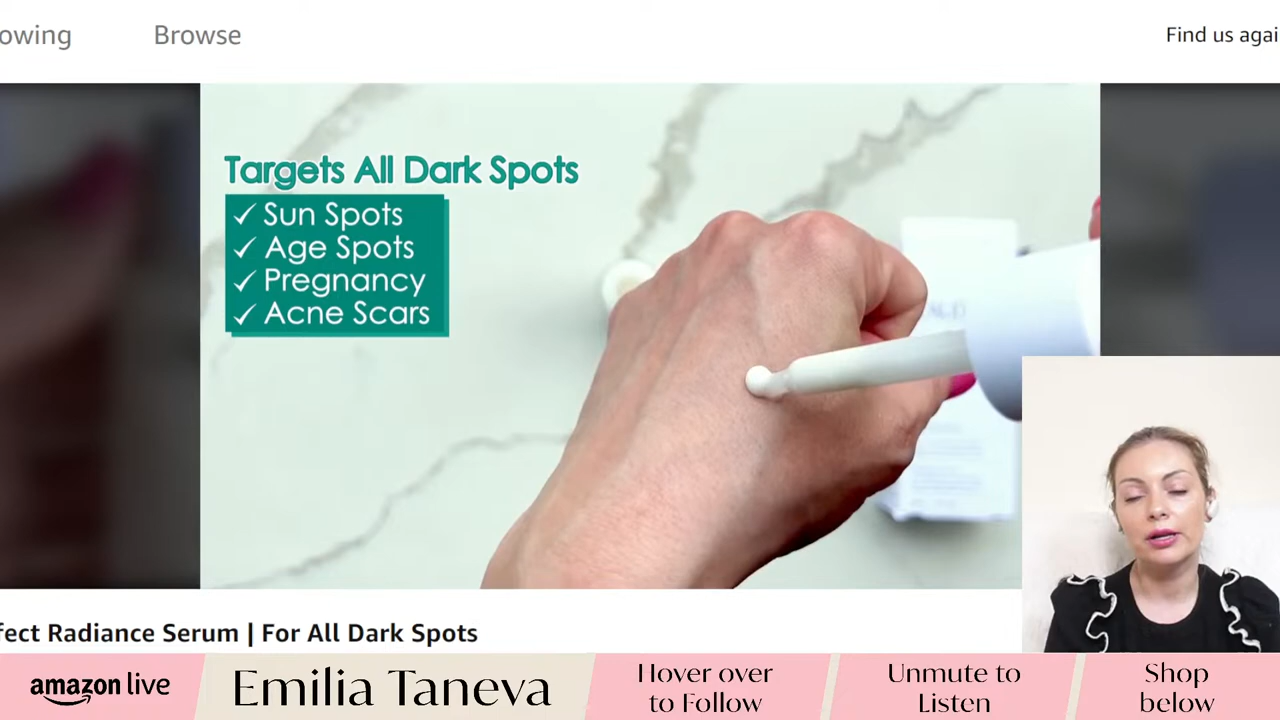 owing
Browse
Find us agai
Targets All Dark Spots
✓ Sun Spots
✓ Age Spots
✓ Pregnancy
✓ Acne Scars
fect Radiance Serum | For All Dark Spots
amazon live
Emilia Taneva
Hover over
to Follow
Unmute to
Listen
Shop
below